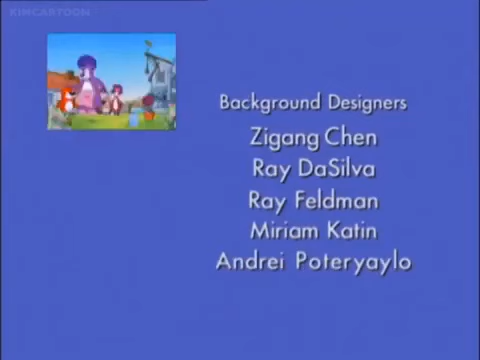 KIMCARTOON
Background Designers
Zigang Chen
Ray DaSilva
Ray Feldman
Miriam Katin
Andrei Poteryaylo